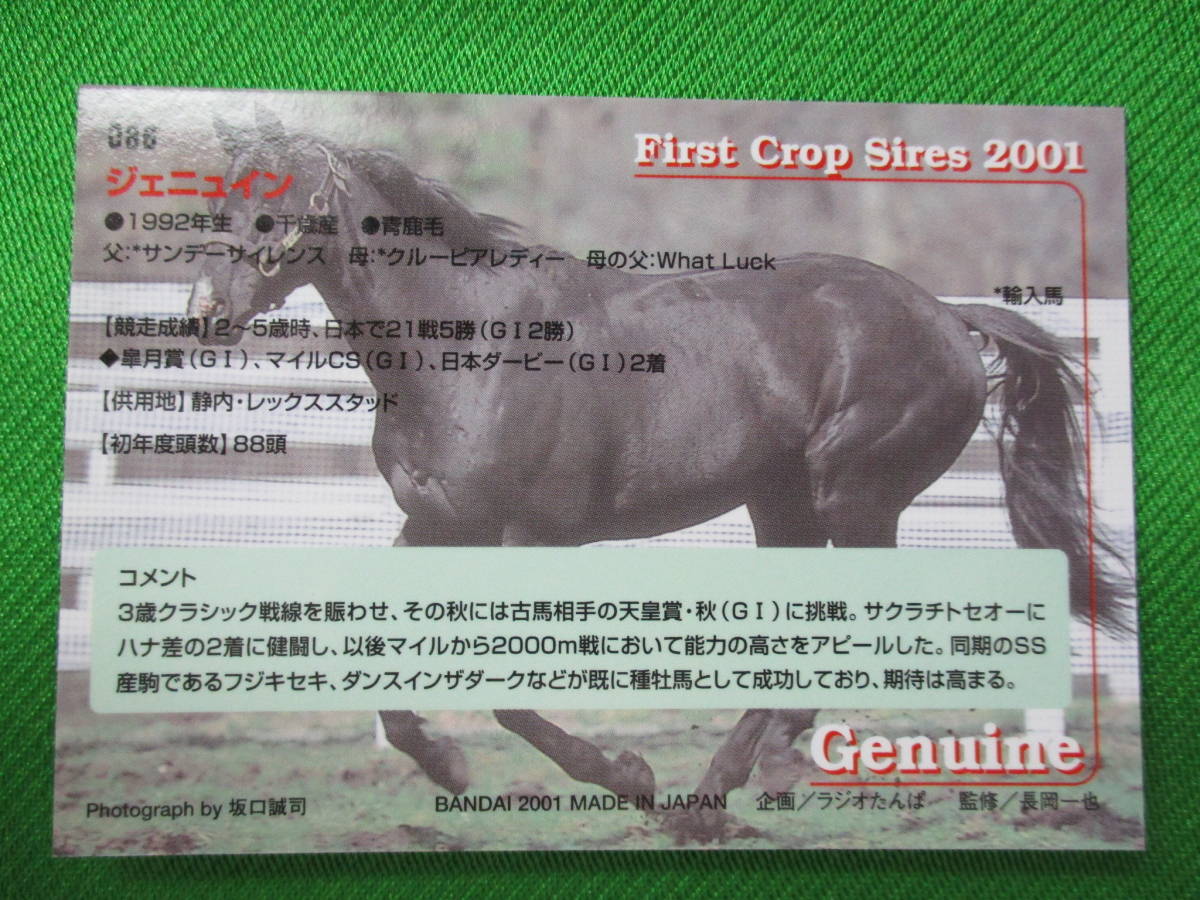 086
First Crop Sires 2001
ジェニュイン
●1992年生 ●千歳産 ●青鹿毛
父:*サンデーサイレンス 母:*クルーピアレディー 母の父:What Luck
*輸入馬
【競走成績】2〜5歳時、日本で21戦5勝(GⅠ2勝)
◆皐月賞(GⅠ)、マイルCS(GⅠ)、日本ダービー(GⅠ)2着
【供用地】静内・レックススタッド
【初年度頭数】88頭
コメント
3歳クラシック戦線を賑わせ、その秋には古馬相手の天皇賞・秋(GⅠ)に挑戦。サクラチトセオーに
ハナ差の2着に健闘し、以後マイルから2000m戦において能力の高さをアピールした。同期のSS
産駒であるフジキセキ、ダンスインザダークなどが既に種牡馬として成功しており、期待は高まる。
Genuine
Photograph by 坂口誠司 BANDAI 2001 MADE IN JAPAN 企画/ラジオたんぱ 監修/長岡一也